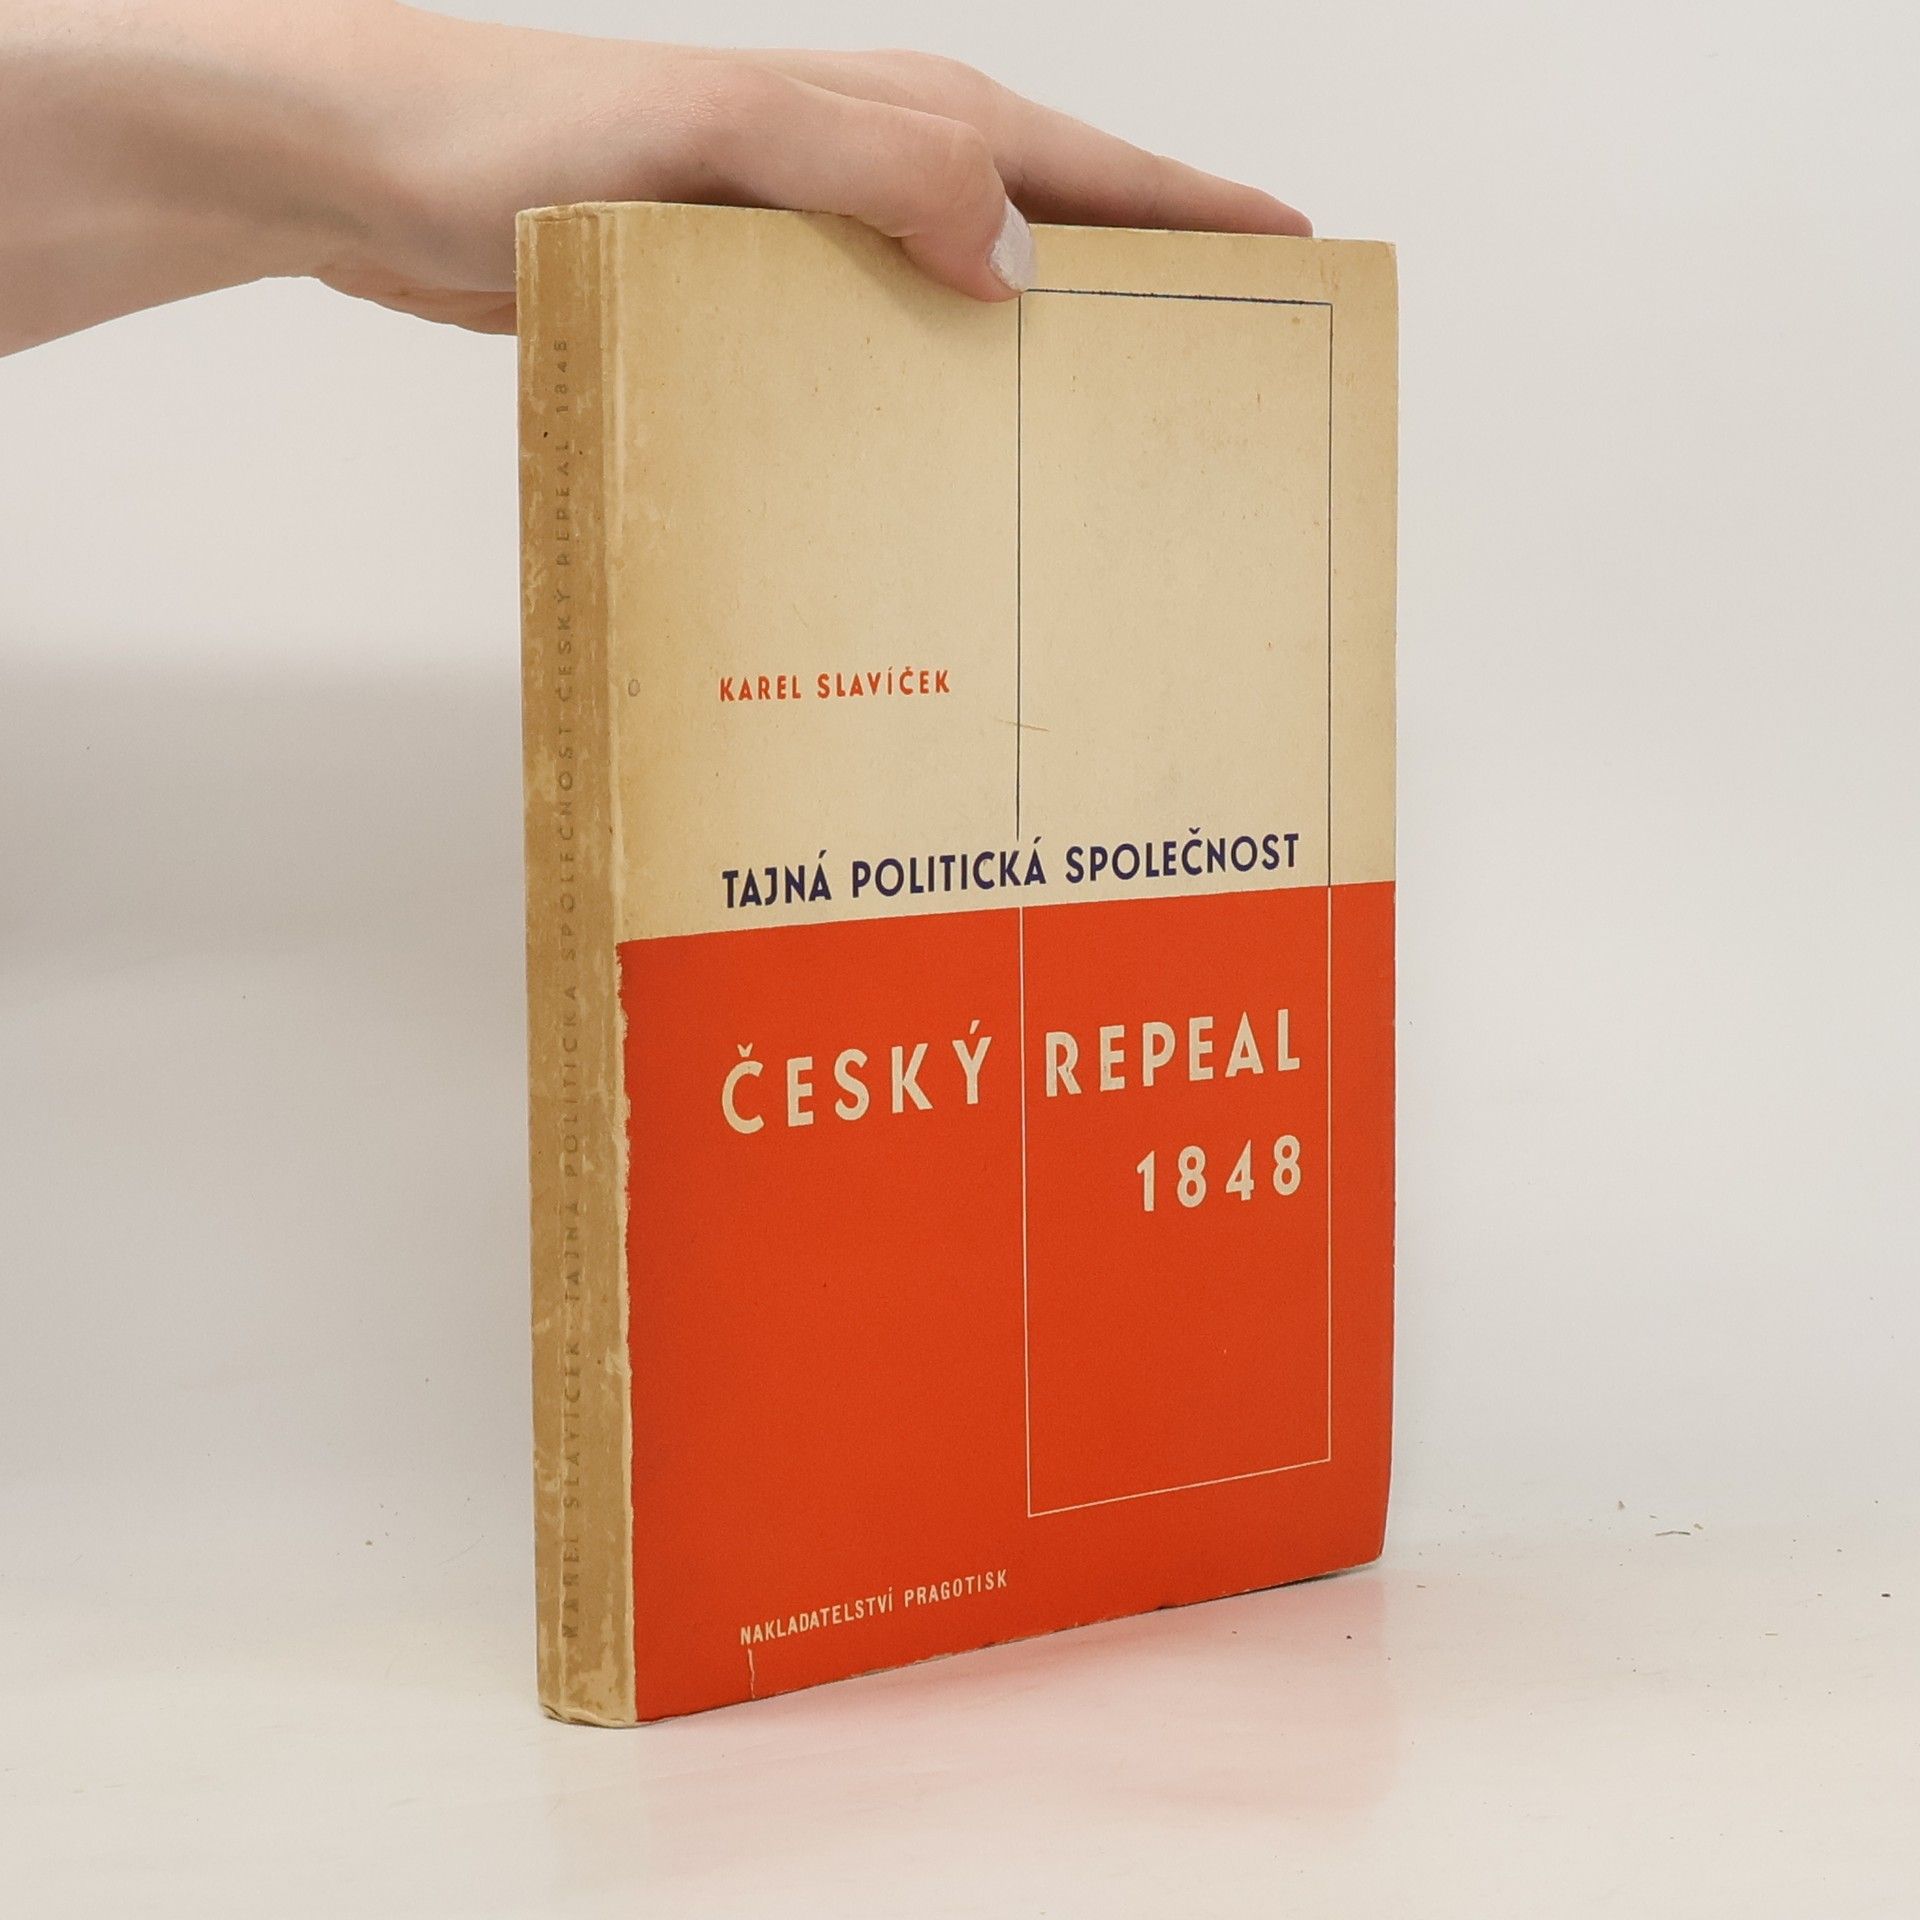 KAREL SLAVÍČEK
TAJNÁ POLITICKÁ SPOLEČNOST
ČESKÝ REPEAL
1848
NAKLADATELSTVÍ PRAGOTISK
KAREL SLAVÍČEK: TAJNÁ POLITICKÁ SPOLEČNOST ČESKÝ REPEAL 1848